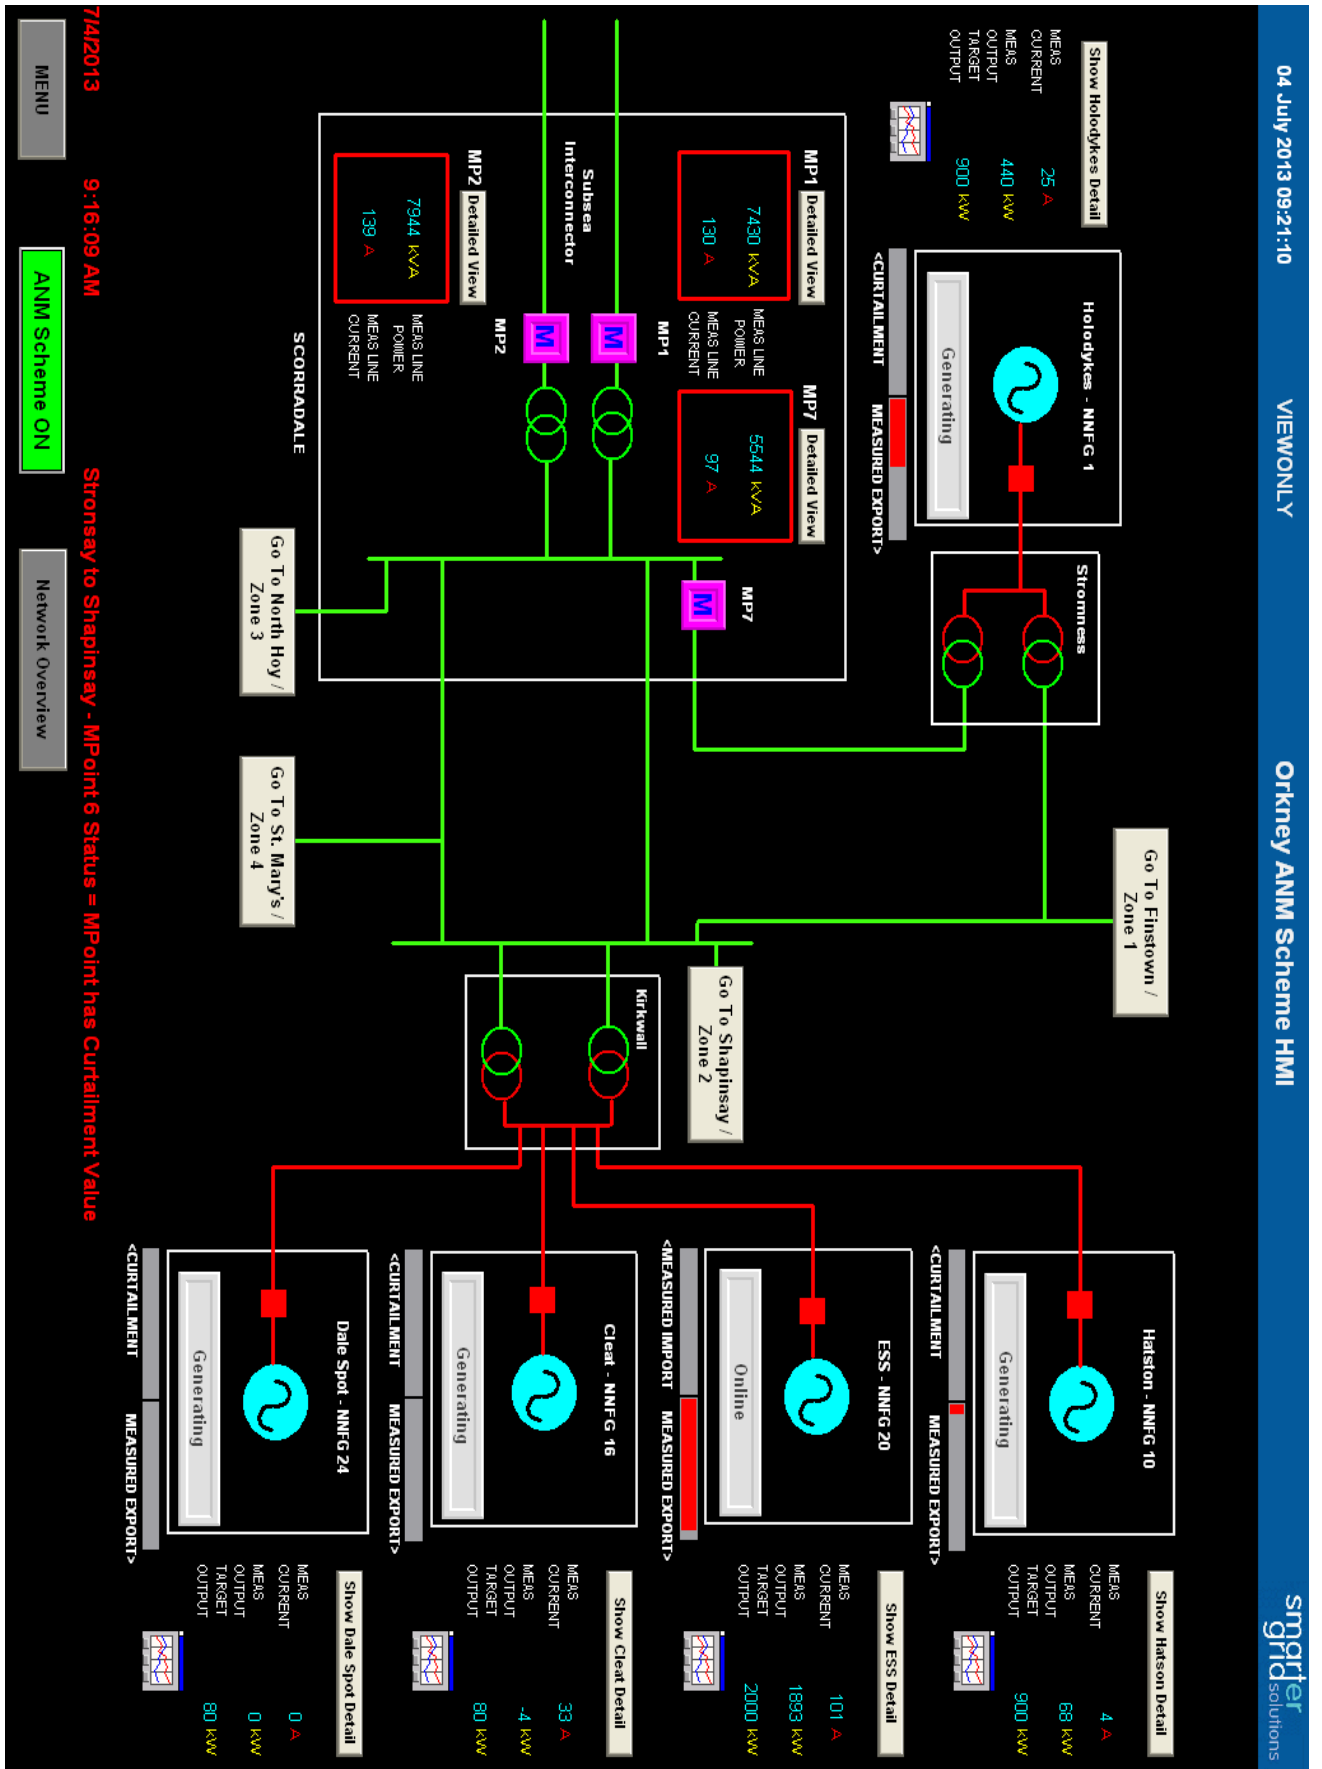 04 July 2013 09:21:10
VIEWONLY
Orkney ANM Scheme HMI
smarter
grid solutions
Show Holodykes Detail
MEAS
CURRENT
25 A
MEAS
OUTPUT
440 kW
TARGET
OUTPUT
900 kW
Holodykes - NNFG 1
Generating
<CURTAILMENT
MEASURED EXPORT>
Stromness
Go To Finstown /
Zone 1
Hatston - NNFG 10
Generating
<CURTAILMENT
MEASURED EXPORT>
Show Hatson Detail
MEAS
CURRENT
4 A
MEAS
OUTPUT
68 kW
TARGET
OUTPUT
900 kW
MP1
Detailed View
7430 kVA
MEAS LINE
POWER
130 A
MEAS LINE
CURRENT
MP7
Detailed View
5544 kVA
97 A
MP7
M
Subsea
Interconnector
MP1
M
M
MP2
MP2
Detailed View
7944 kVA
MEAS LINE
POWER
139 A
MEAS LINE
CURRENT
SCORRADALE
Go To Shapinsay /
Zone 2
Kirkwall
ESS - NNFG 20
Online
<MEASURED IMPORT
MEASURED EXPORT>
Show ESS Detail
MEAS
CURRENT
101 A
MEAS
OUTPUT
1893 kW
TARGET
OUTPUT
2000 kW
Cleat - NNFG 16
Generating
<CURTAILMENT
MEASURED EXPORT>
Show Cleat Detail
MEAS
CURRENT
33 A
MEAS
OUTPUT
-4 kW
TARGET
OUTPUT
80 kW
Go To North Hoy /
Zone 3
Go To St. Mary's /
Zone 4
Dale Spot - NNFG 24
Generating
<CURTAILMENT
MEASURED EXPORT>
Show Dale Spot Detail
MEAS
CURRENT
0 A
MEAS
OUTPUT
0 kW
TARGET
OUTPUT
80 kW
7/4/2013
9:16:09 AM
Stronsay to Shapinsay - MPoint 6 Status = MPoint has Curtailment Value
MENU
ANM Scheme ON
Network Overview